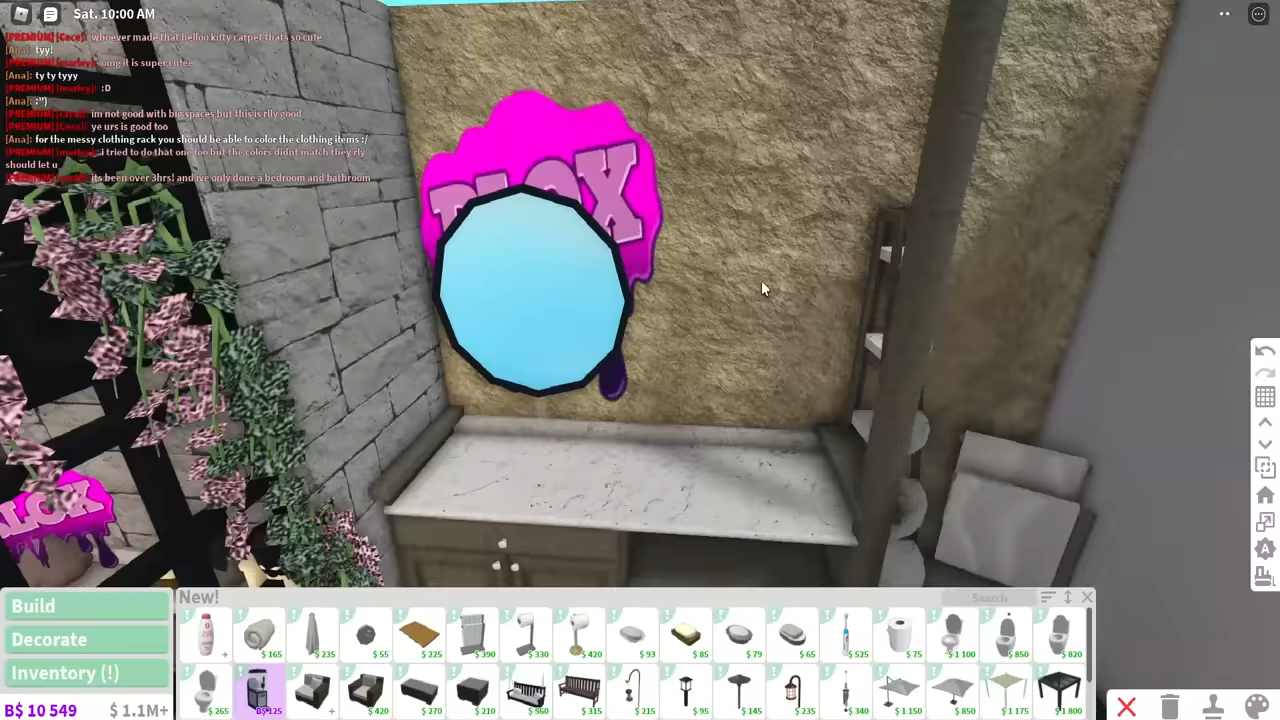 Sat. 10:00 AM
[PREMIUM] [Cece]: whoever made that helloo kitty carpet thats so cute
[Ana]: tyy!
[PREMIUM] [marley]: omg it is super cutee
[Ana]: ty ty tyyy
[PREMIUM] [marley]: :D
[Ana]: :")
im not good with big spaces but this is rlly good
[PREMIUM] [Cece]: ye urs is good too
[Ana]: for the messy clothing rack you should be able to color the clothing items :/
[PREMIUM] [marley]: i tried to do that one too but the colors didnt match they rly
should let u
its been over 3hrs! and ive only done a bedroom and bathroom
BLOX
BLOX
Build
Decorate
Inventory (!)
B$ 10 549
$ 1.1M+
New!
Search
+
$ 165
$ 235
$ 55
$ 225
$ 390
$ 330
$ 420
$ 93
$ 85
$ 79
$ 65
$ 525
$ 75
$ 1 100
$ 850
$ 820
$ 265
B$ 125
+
$ 420
$ 270
$ 210
$ 560
$ 315
$ 215
$ 95
$ 145
$ 235
$ 340
$ 1 150
$ 850
$ 1 175
$ 1 800